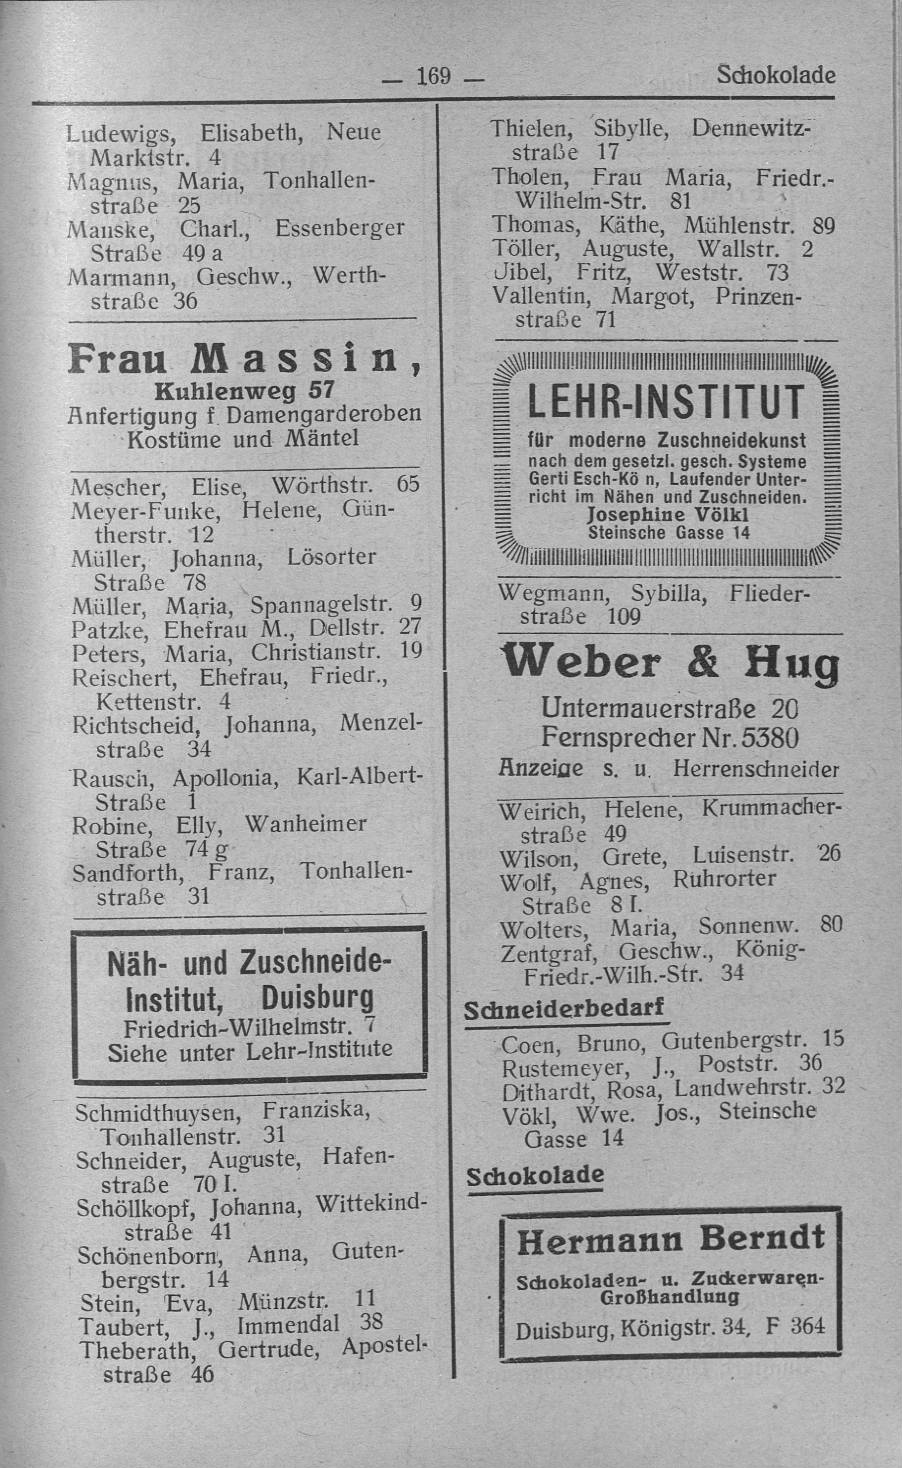 — 169 —
Schokolade
Ludewigs, Elisabeth, Neue
Marktstr. 4
Magnus, Maria, Tonhallen-
straße 25
Manske, Charl., Essenberger
Straße 49 a
Marmann, Geschw., Werth-
straße 36
Frau Massin,
Kuhlenweg 57
Anfertigung f. Damengarderoben
Kostüme und Mäntel
Mescher, Elise, Wörthstr. 65
Meyer-Funke, Helene, Gün-
therstr. 12
Müller, Johanna, Lösorter
Straße 78
Müller, Maria, Spannagelstr. 9
Patzke, Ehefrau M., Dellstr. 27
Peters, Maria, Christianstr. 19
Reischert, Ehefrau, Friedr.,
Kettenstr. 4
Richtscheid, Johanna, Menzel-
straße 34
Rausch, Apollonia, Karl-Albert-
Straße 1
Robine, Elly, Wanheimer
Straße 74 g
Sandforth, Franz, Tonhallen-
straße 31
Näh- und Zuschneide-
Institut, Duisburg
Friedrich-Wilhelmstr. 7
Siehe unter Lehr-Institute
Schmidthuysen, Franziska,
Tonhallenstr. 31
Schneider, Auguste, Hafen-
straße 70 I.
Schöllkopf, Johanna, Wittekind-
straße 41
Schönenborn, Anna, Guten-
bergstr. 14
Stein, Eva, Münzstr. 11
Taubert, J., Immendal 38
Theberath, Gertrude, Apostel-
straße 46
Thielen, Sibylle, Dennewitz-
straße 17
Tholen, Frau Maria, Friedr.-
Wilhelm-Str. 81
Thomas, Käthe, Mühlenstr. 89
Töller, Auguste, Wallstr. 2
Uibel, Fritz, Weststr. 73
Vallentin, Margot, Prinzen-
straße 71
LEHR-INSTITUT
für moderne Zuschneidekunst
nach dem gesetzl. gesch. Systeme
Gerti Esch-Kö n, Laufender Unter-
richt im Nähen und Zuschneiden.
Josephine Völkl
Steinsche Gasse 14
Wegmann, Sybilla, Flieder-
straße 109
Weber & Hug
Untermauerstraße 20
Fernsprecher Nr. 5380
Anzeige s. u. Herrenschneider
Weirich, Helene, Krummacher-
straße 49
Wilson, Grete, Luisenstr. 26
Wolf, Agnes, Ruhrorter
Straße 8 I.
Wolters, Maria, Sonnenw. 80
Zentgraf, Geschw., König-
Friedr.-Wilh.-Str. 34
Schneiderbedarf
Coen, Bruno, Gutenbergstr. 15
Rustemeyer, J., Poststr. 36
Dithardt, Rosa, Landwehrstr. 32
Vökl, Wwe. Jos., Steinsche
Gasse 14
Schokolade
Hermann Berndt
Schokoladen- u. Zuckerwaren-
Großhandlung
Duisburg, Königstr. 34, F 364